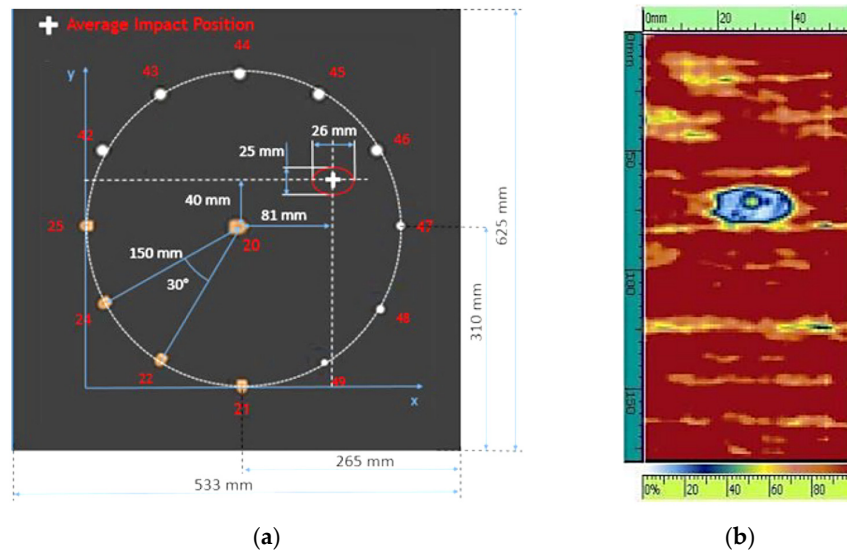 Average Impact Position
44
43
45
y
42
46
26 mm
25 mm
40 mm
81 mm
25
20
47
150 mm
30°
24
48
22
49
21
x
310 mm
625 mm
265 mm
533 mm
(a)
0mm 20 40
0mm
50
100
150
0% 20 40 60 80
(b)